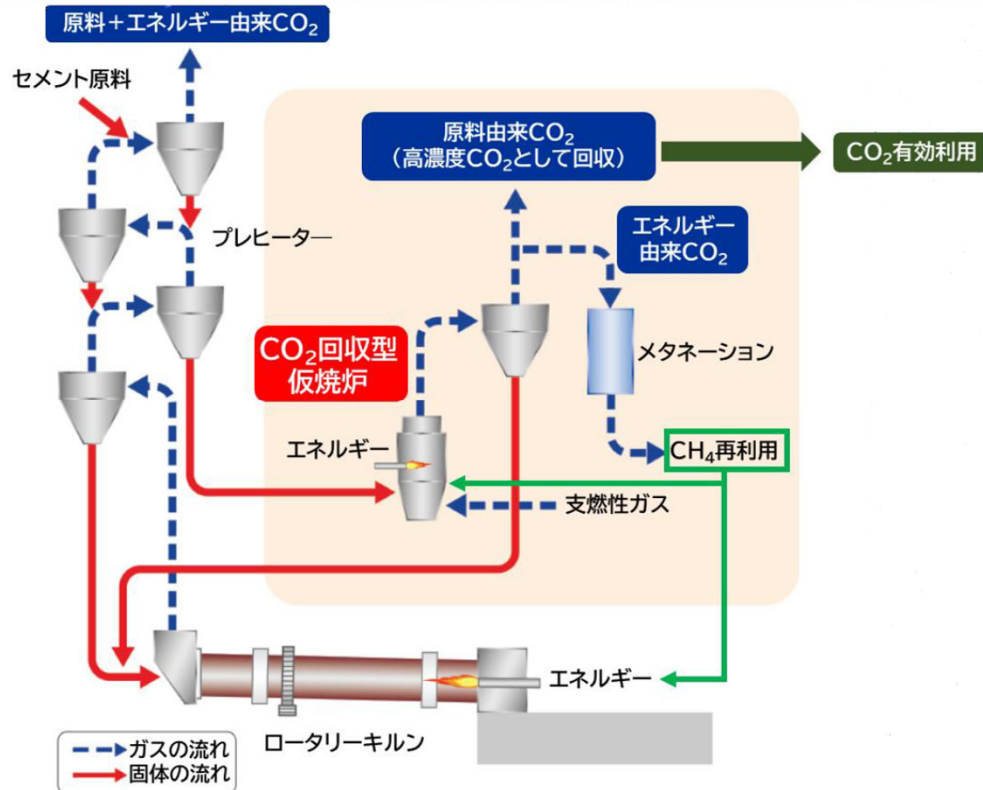 原料+エネルギー由来CO₂
セメント原料
原料由来CO₂
(高濃度CO₂として回収)
CO₂有効利用
プレヒーター
エネルギー
由来CO₂
CO₂回収型
仮焼炉
メタネーション
エネルギー
CH₄再利用
支燃性ガス
エネルギー
ロータリーキルン
ガスの流れ
固体の流れ